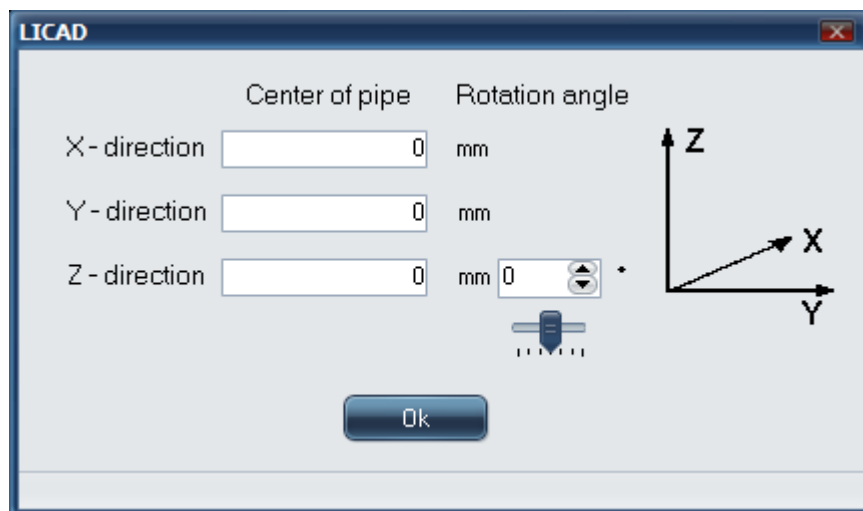 LICAD
Center of pipe Rotation angle
X - direction 0 mm
Y - direction 0 mm
Z - direction 0 mm 0 °
Z
X
Y
Ok